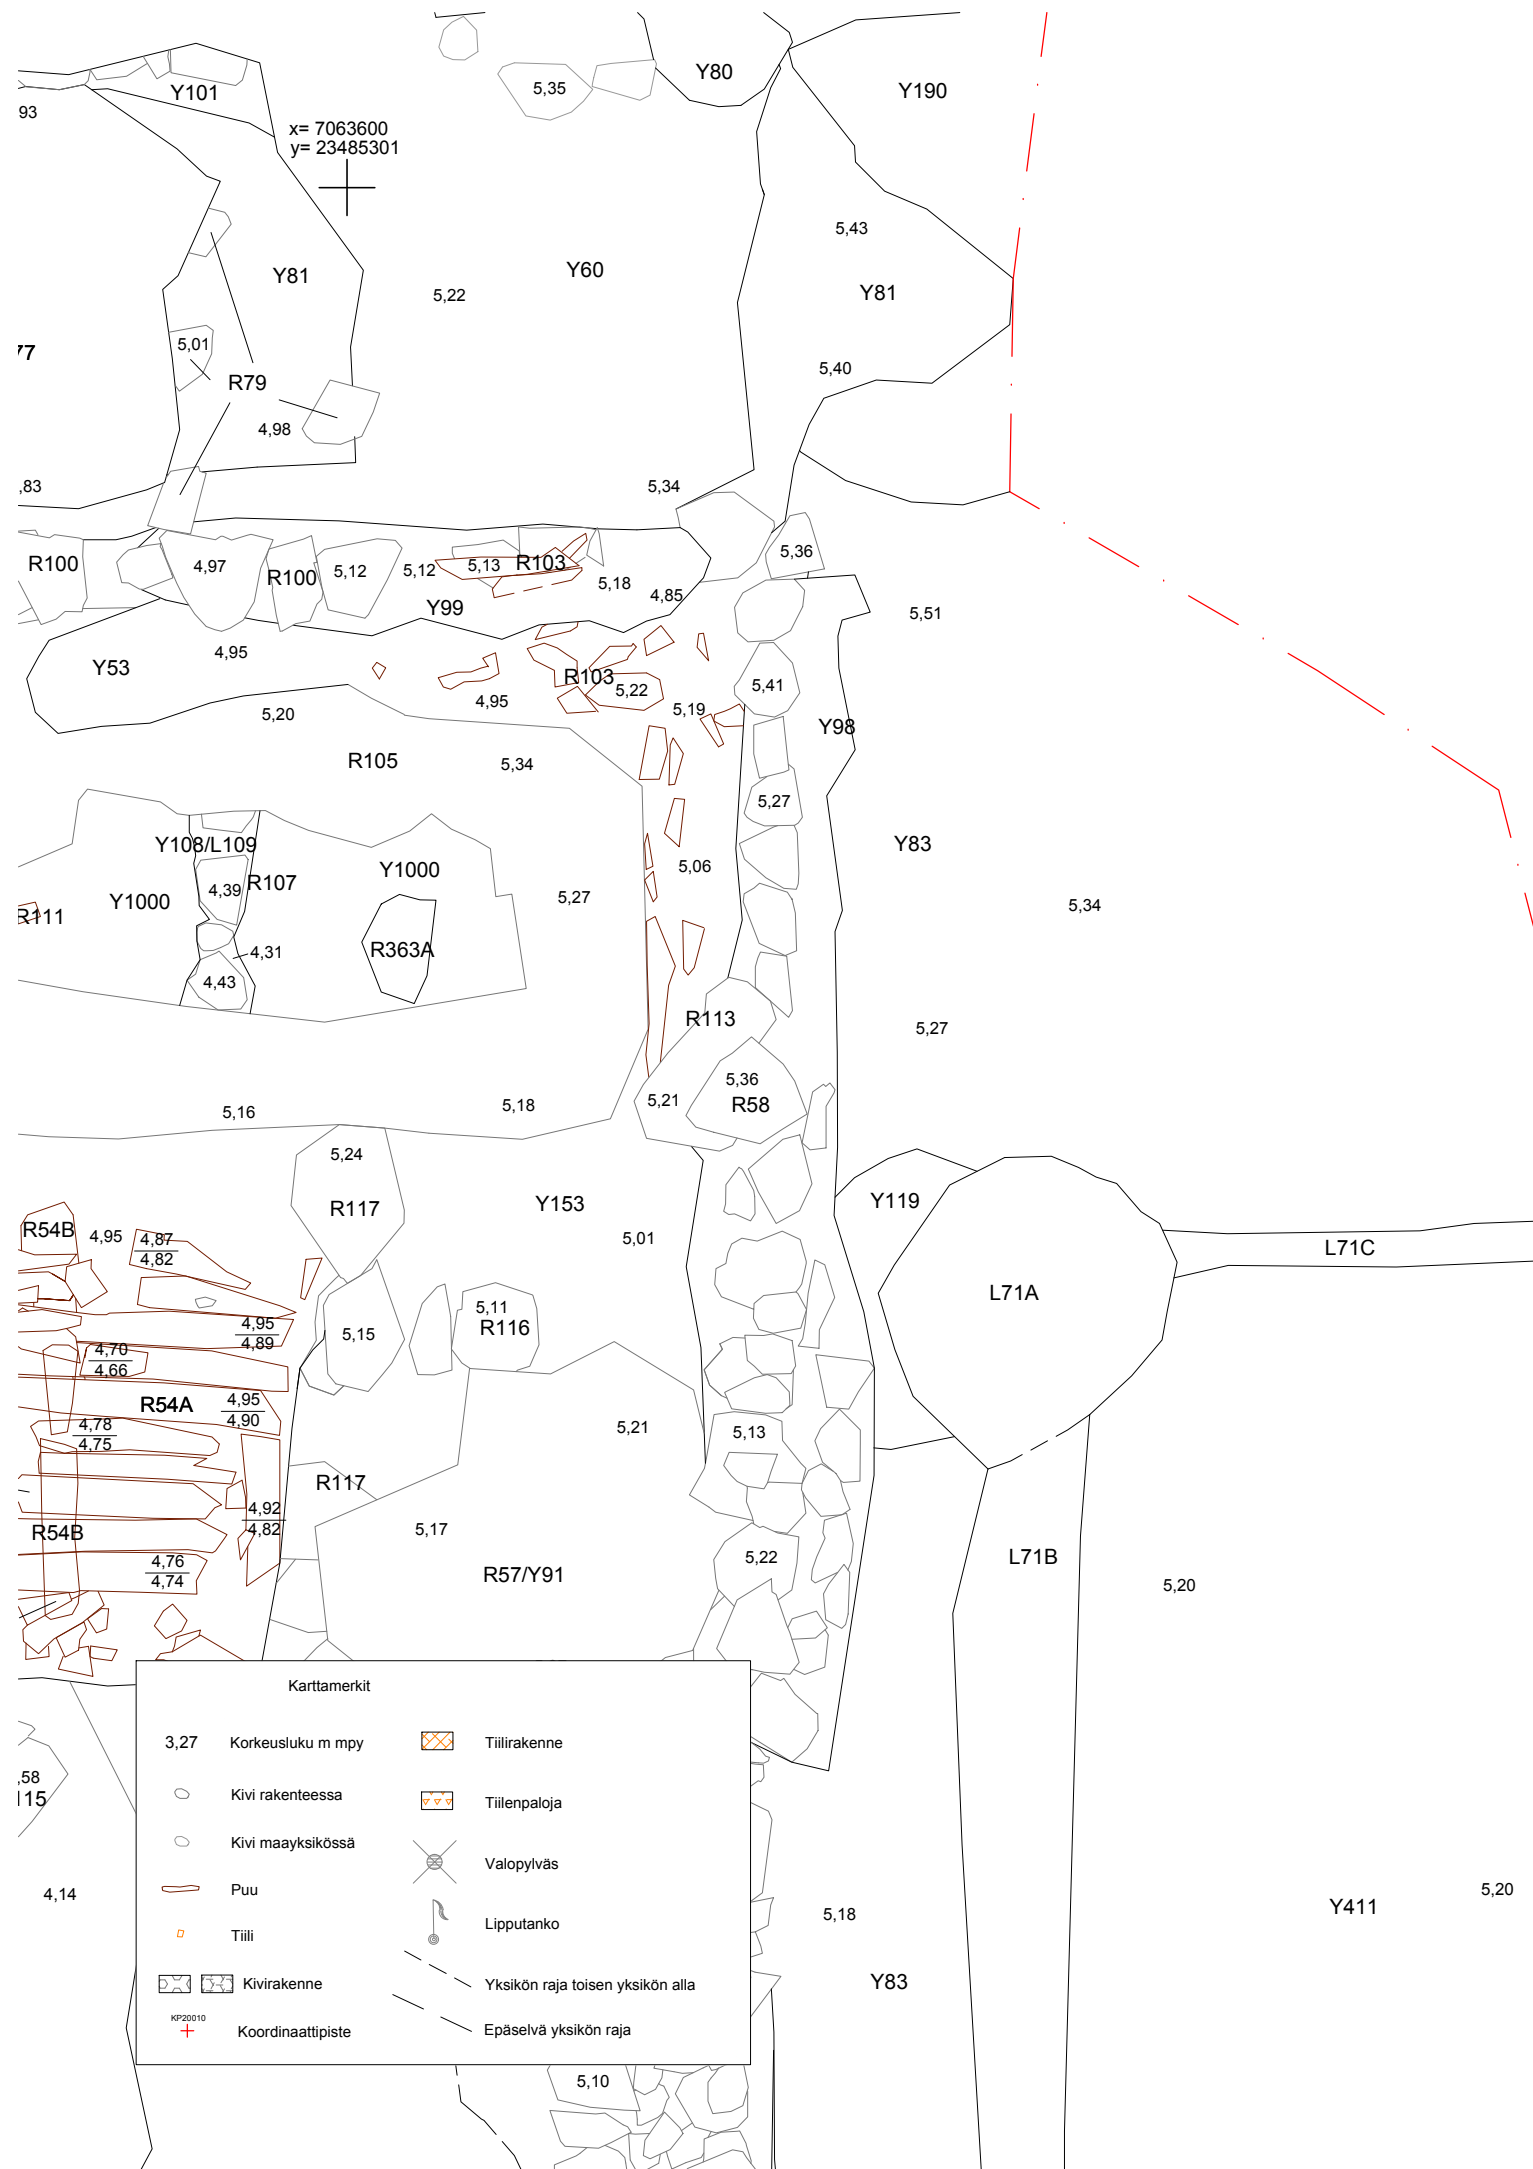 Y80
5,35
Y101
Y190
93
x= 7063600
y= 23485301
5,43
Y60
Y81
5,22
Y81
5,01
77
5,40
R79
4,98
,83
5,34
5,36
R100
4,97
R100
5,12
5,12
5,13
R103
5,18
4,85
Y99
5,51
4,95
Y53
R103
5,22
5,41
4,95
5,20
5,19
Y98
R105
5,34
5,27
Y108/L109
Y83
5,06
Y1000
4,39
R107
Y1000
5,27
5,34
R111
R363A
4,31
4,43
R113
5,27
5,36
R58
5,21
5,16
5,18
5,24
R117
Y153
Y119
R54B
4,95
4,87
4,82
5,01
L71C
L71A
5,11
R116
4,95
4,89
5,15
4,70
4,66
R54A
4,95
4,90
4,78
4,75
5,21
5,13
R117
4,92
4,82
5,17
R54B
5,22
L71B
4,76
4,74
R57/Y91
5,20
Karttamerkit
3,27
Korkeusluku m mpy
Tiilirakenne
,58
115
Kivi rakenteessa
Tiilenpaloja
Kivi maayksikössä
Valopylväs
4,14
Puu
5,20
Y411
Lipputanko
5,18
Tiili
Kivirakenne
Yksikön raja toisen yksikön alla
Y83
KP20010
Koordinaattipiste
Epäselvä yksikön raja
5,10